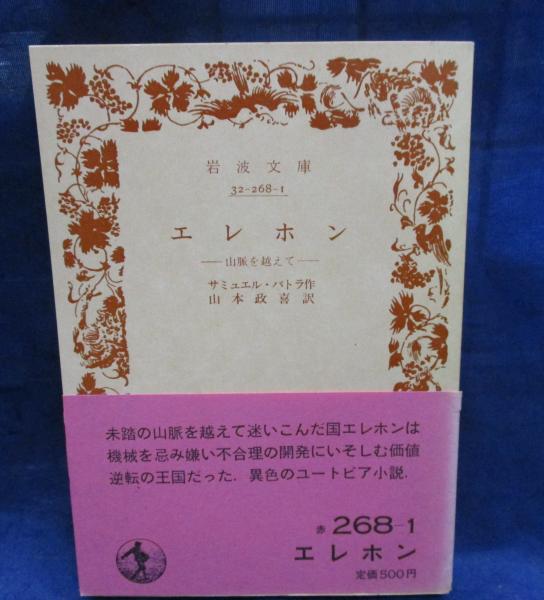 岩波文庫
32-268-1
エレホン
—山脈を越えて—
サミュエル・バトラ作
山本政喜訳
未踏の山脈を越えて迷いこんだ国エレホンは
機械を忌み嫌い不合理の開発にいそしむ価値
逆転の王国だった．異色のユートピア小説．
赤 268-1
エレホン
定価500円